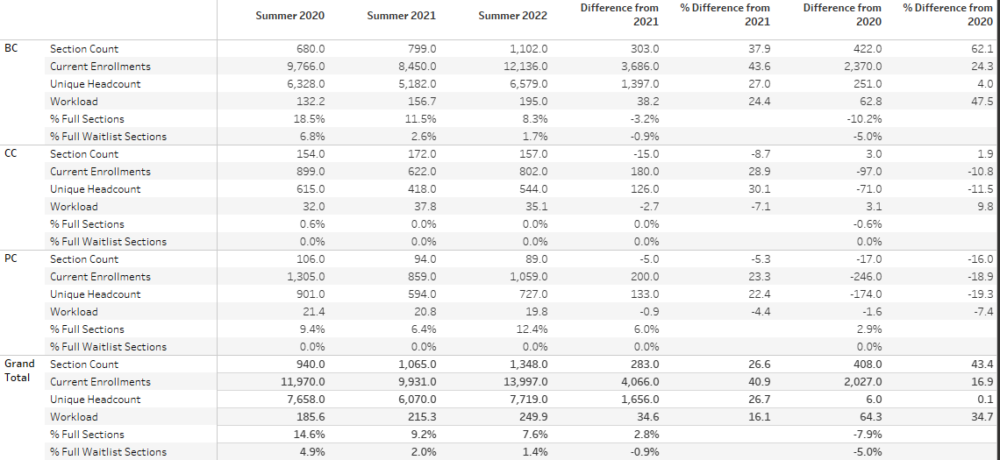 Summer 2020 Summer 2021 Summer 2022 Difference from 2021 % Difference from 2021 Difference from 2020 % Difference from 2020
BC Section Count 680.0 799.0 1,102.0 303.0 37.9 422.0 62.1
Current Enrollments 9,766.0 8,450.0 12,136.0 3,686.0 43.6 2,370.0 24.3
Unique Headcount 6,328.0 5,182.0 6,579.0 1,397.0 27.0 251.0 4.0
Workload 132.2 156.7 195.0 38.2 24.4 62.8 47.5
% Full Sections 18.5% 11.5% 8.3% -3.2% -10.2%
% Full Waitlist Sections 6.8% 2.6% 1.7% -0.9% -5.0%
CC Section Count 154.0 172.0 157.0 -15.0 -8.7 3.0 1.9
Current Enrollments 899.0 622.0 802.0 180.0 28.9 -97.0 -10.8
Unique Headcount 615.0 418.0 544.0 126.0 30.1 -71.0 -11.5
Workload 32.0 37.8 35.1 -2.7 -7.1 3.1 9.8
% Full Sections 0.6% 0.0% 0.0% 0.0% -0.6%
% Full Waitlist Sections 0.0% 0.0% 0.0% 0.0% 0.0%
PC Section Count 106.0 94.0 89.0 -5.0 -5.3 -17.0 -16.0
Current Enrollments 1,305.0 859.0 1,059.0 200.0 23.3 -246.0 -18.9
Unique Headcount 901.0 594.0 727.0 133.0 22.4 -174.0 -19.3
Workload 21.4 20.8 19.8 -0.9 -4.4 -1.6 -7.4
% Full Sections 9.4% 6.4% 12.4% 6.0% 2.9%
% Full Waitlist Sections 0.0% 0.0% 0.0% 0.0% 0.0%
Grand Total Section Count 940.0 1,065.0 1,348.0 283.0 26.6 408.0 43.4
Current Enrollments 11,970.0 9,931.0 13,997.0 4,066.0 40.9 2,027.0 16.9
Unique Headcount 7,658.0 6,070.0 7,719.0 1,656.0 26.7 6.0 0.1
Workload 185.6 215.3 249.9 34.6 16.1 64.3 34.7
% Full Sections 14.6% 9.2% 7.6% 2.8% -7.9%
% Full Waitlist Sections 4.9% 2.0% 1.4% -0.9% -5.0%